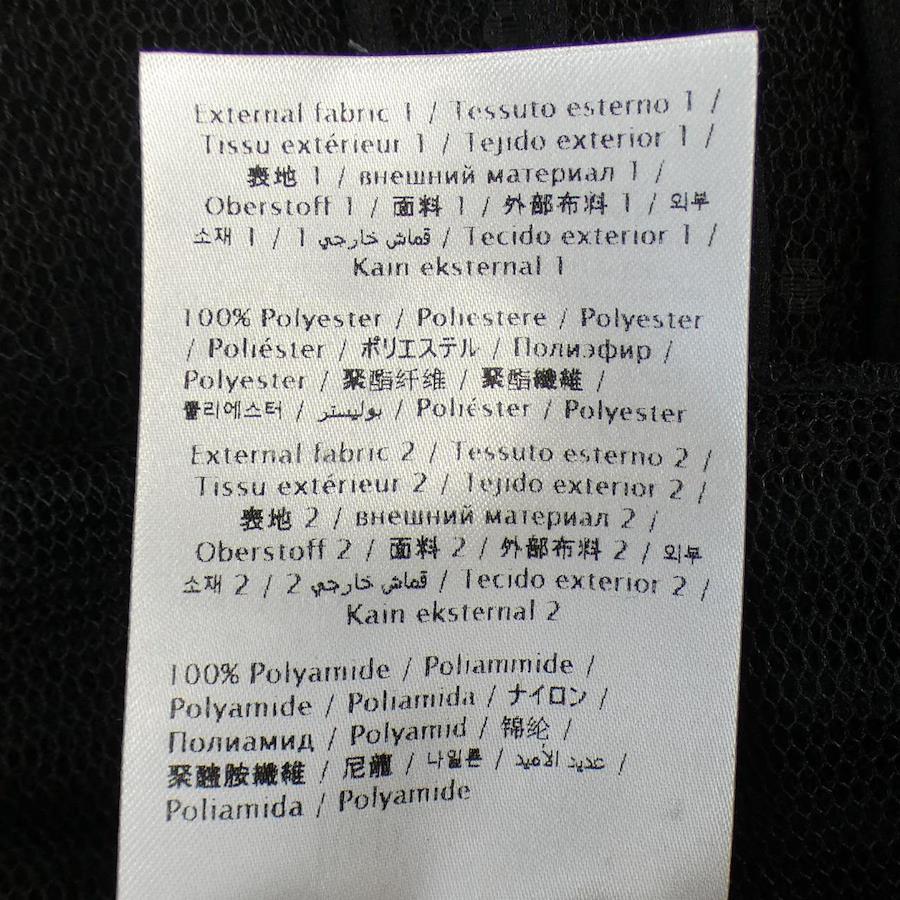 External fabric 1 / Tessuto esterno 1 /
Tissu extérieur 1 / Tejido exterior 1 /
表地 1 / внешний материал 1 /
Oberstoff 1 / 面料 1 / 外部布料 1 / 외부
소재 1 / 1 قماش خارجي / Tecido exterior 1 /
Kain eksternal 1
100% Polyester / Poliestere / Polyester
/ Poliéster / ポリエステル / Полиэфир /
Polyester / 聚酯纤维 / 聚酯纖維 /
폴리에스터 / بوليستر / Poliéster / Polyester
External fabric 2 / Tessuto esterno 2 /
Tissu extérieur 2 / Tejido exterior 2 /
表地 2 / внешний материал 2 /
Oberstoff 2 / 面料 2 / 外部布料 2 / 외부
소재 2 / 2 قماش خارجي / Tecido exterior 2 /
Kain eksternal 2
100% Polyamide / Poliammide /
Polyamide / Poliamida / ナイロン /
Полиамид / Polyamid / 锦纶 /
聚醯胺纖維 / 尼龍 / 나일론 / عديد الأميد /
Poliamida / Polyamide